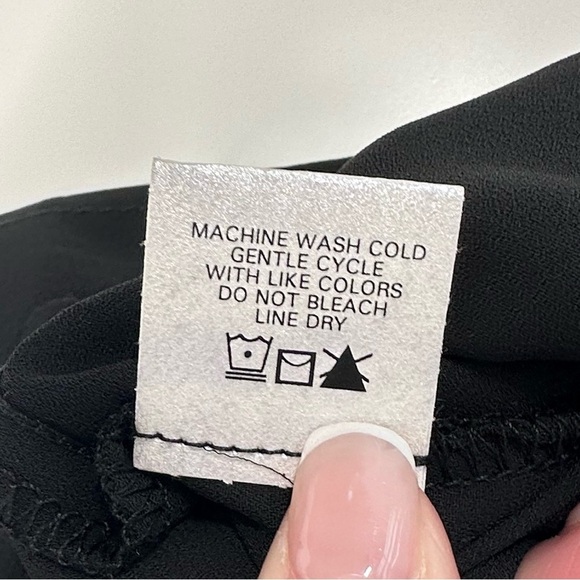 MACHINE WASH COLD
GENTLE CYCLE
WITH LIKE COLORS
DO NOT BLEACH
LINE DRY